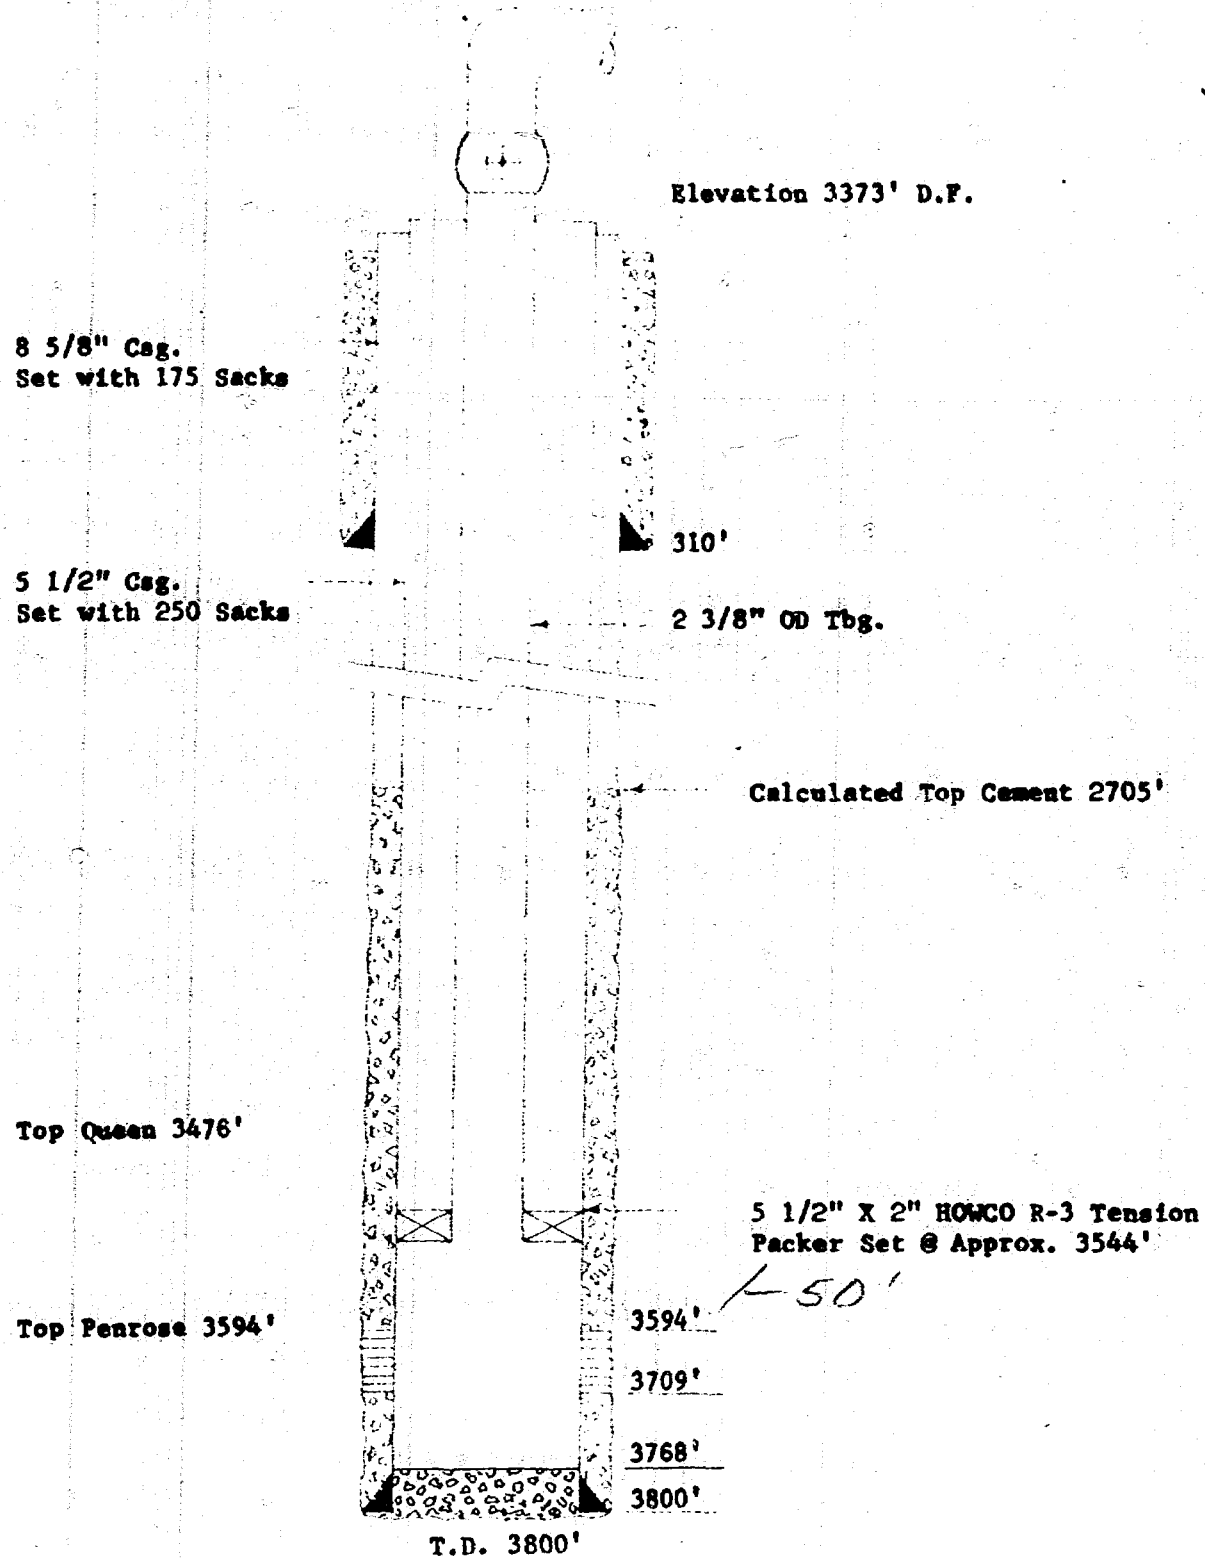 Elevation 3373' D.F.
8 5/8" Csg.
Set with 175 Sacks
310'
5 1/2" Csg.
Set with 250 Sacks
2 3/8" OD Tbg.
Calculated Top Cement 2705'
Top Queen 3476'
5 1/2" X 2" HOWCO R-3 Tension
Packer Set @ Approx. 3544'
50'
Top Penrose 3594'
3594'
3709'
3768'
3800'
T.D. 3800'